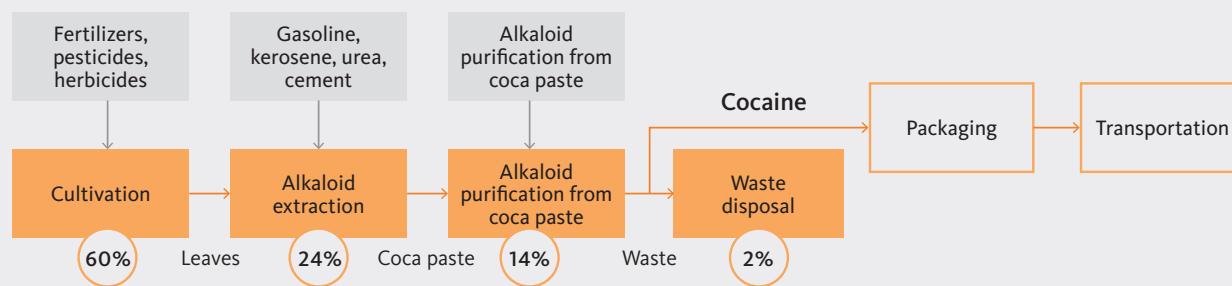 Fertilizers,
pesticides,
herbicides
Gasoline,
kerosene, urea,
cement
Alkaloid
purification from
coca paste
Cocaine
Packaging
Transportation
Cultivation
Alkaloid
extraction
Alkaloid
purification from
coca paste
Waste
disposal
60%
Leaves
24%
Coca paste
14%
Waste
2%